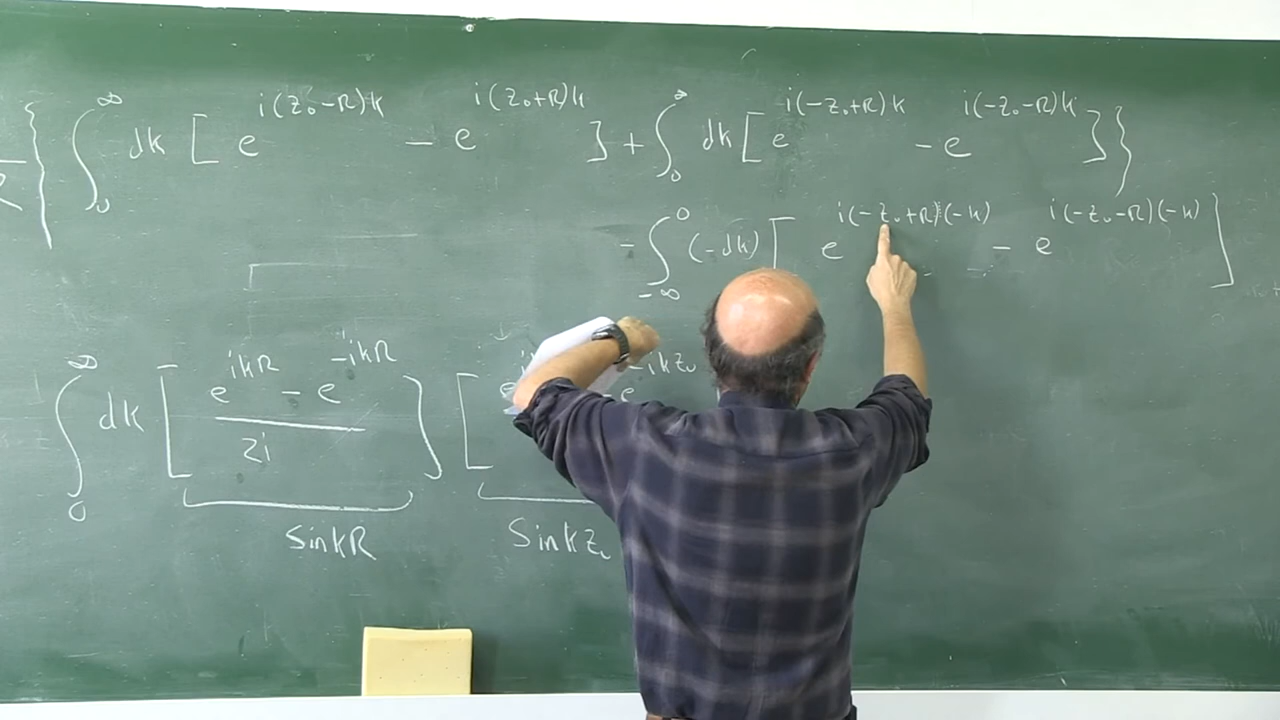 { ∫₀^∞ dk [ e^{i(z₀-R)k} - e^{i(z₀+R)k} ] + ∫₀^∞ dk [ e^{i(-z₀+R)k} - e^{i(-z₀-R)k} ] }
- ∫_{-∞}^0 (-dk) [ e^{i(-z₀+R)(-k)} - e^{i(-z₀-R)(-k)} ]
∫₀^∞ dk [ (e^{ikR} - e^{-ikR}) / 2i ] [ e e^{-ikz₀}
sinkR sinkz₀